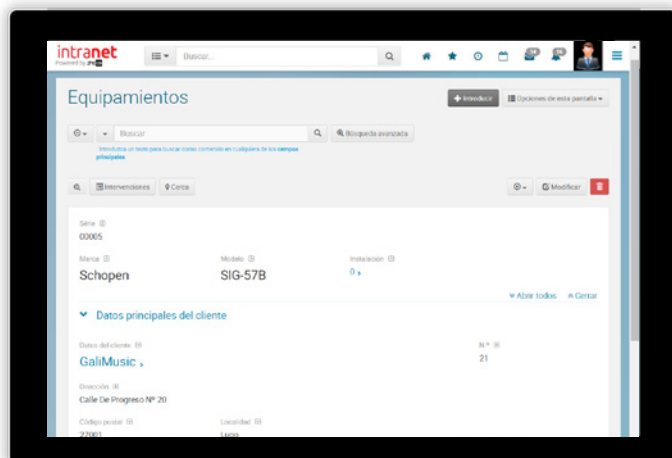 intranet
Powered by
Buscar...
Equipamientos
Introducir
Opciones de esta pantalla
Buscar
Búsqueda avanzada
Introduzca un texto para buscar como contenido en cualquiera de los campos
principales
Intervenciones
Cerca
Modificar
Série
00005
Marca
Modelo
Instalación
Schopen
SIG-57B
0
Abrir todos
Cerrar
Datos principales del cliente
Datos del cliente
N.º
GaliMusic
21
Dirección
Calle De Progreso Nº 20
Código postal
Localidad
27001
Lugo